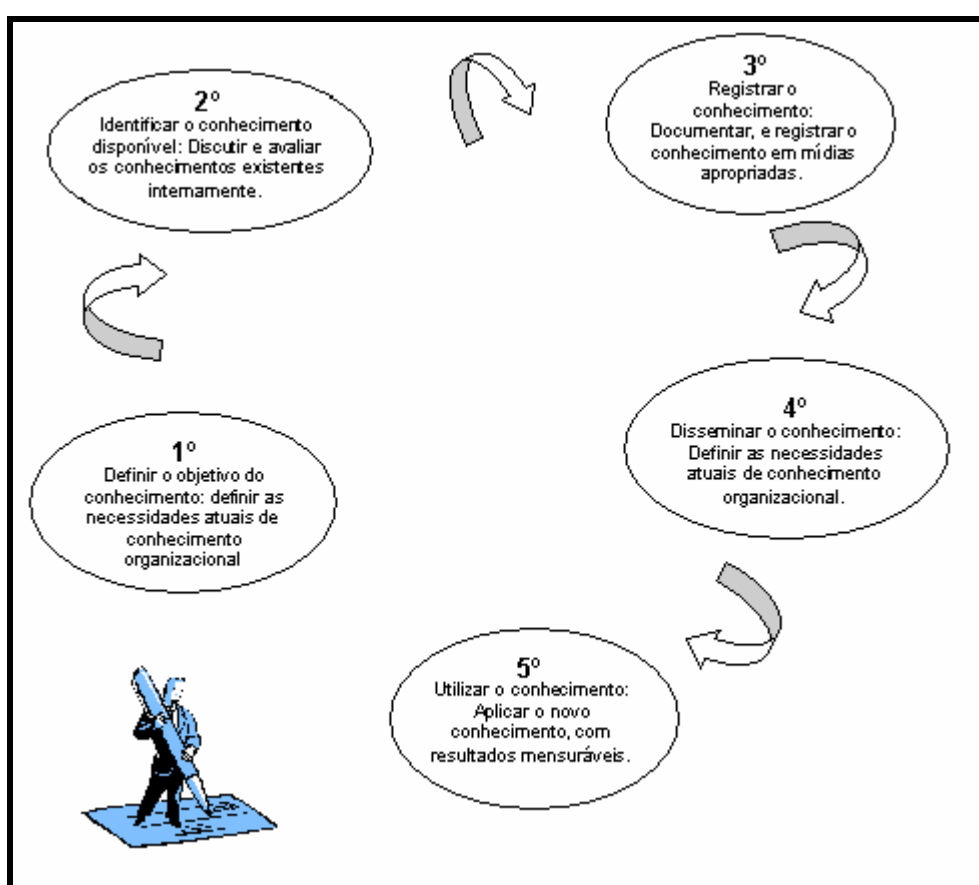 1º
Definir o objetivo do
conhecimento: definir as
necessidades atuais de
conhecimento
organizacional
2º
Identificar o conhecimento
disponível: Discutir e avaliar
os conhecimentos existentes
internamente.
3º
Registrar o
conhecimento:
Documentar, e registrar o
conhecimento em mídias
apropriadas.
4º
Disseminar o conhecimento:
Definir as necessidades
atuais de conhecimento
organizacional.
5º
Utilizar o conhecimento:
Aplicar o novo
conhecimento, com
resultados mensuráveis.